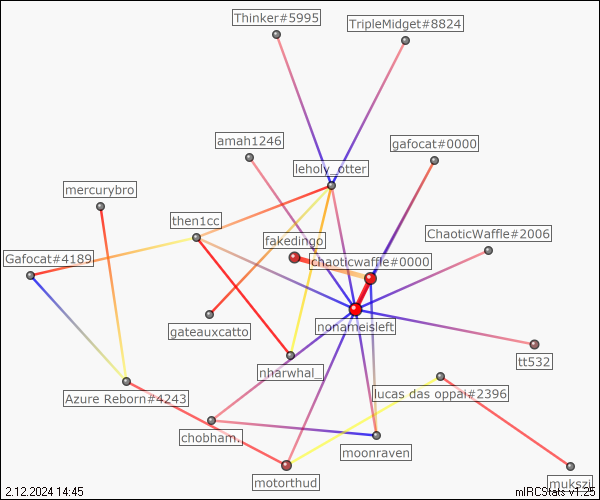 Thinker#5995
TripleMidget#8824
amah1246
gafocat#0000
leholy_otter
mercurybro
then1cc
ChaoticWaffle#2006
fakedingo
Gafocat#4189
chaoticwaffle#0000
gateauxcatto
nonameisleft
tt532
nharwhal_
Azure Reborn#4243
lucas das oppai#2396
chobham.
moonraven
motorthud
mukszi
2.12.2024 14:45
mIRCStats v1.25